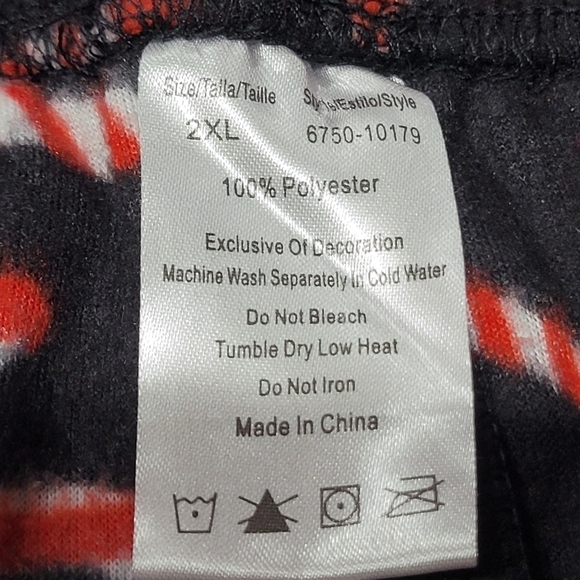 Size/Talla/Taille Style/Estilo/Style
2XL 6750-10179
100% Polyester
Exclusive Of Decoration
Machine Wash Separately In Cold Water
Do Not Bleach
Tumble Dry Low Heat
Do Not Iron
Made In China